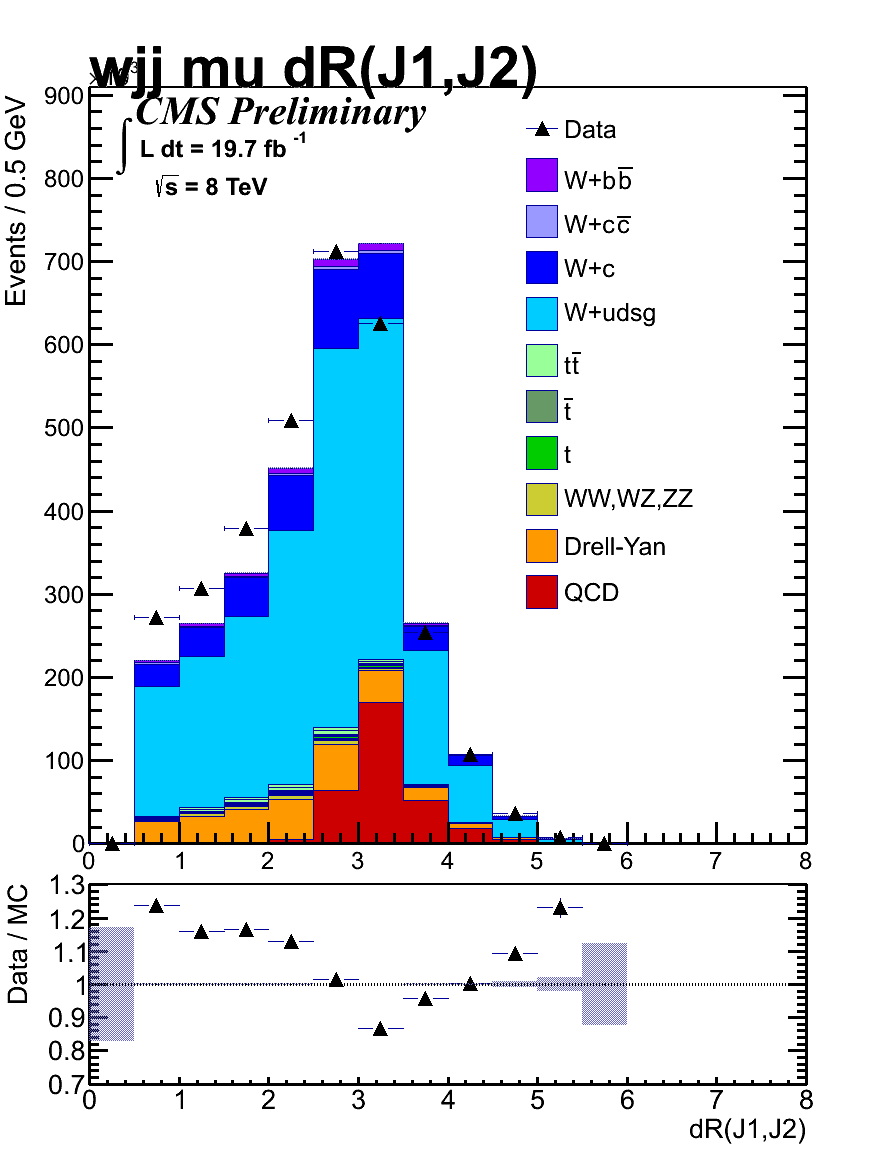 wjj mu dR(J1,J2)
×10³
CMS Preliminary
∫ L dt = 19.7 fb⁻¹
√s = 8 TeV
Events / 0.5 GeV
900
800
700
600
500
400
300
200
100
0
Data
W+bb̅
W+cc̅
W+c
W+udsg
tt̅
t̅
t
WW,WZ,ZZ
Drell-Yan
QCD
0 1 2 3 4 5 6 7 8
Data / MC
1.3
1.2
1.1
1
0.9
0.8
0.7
0 1 2 3 4 5 6 7 8
dR(J1,J2)